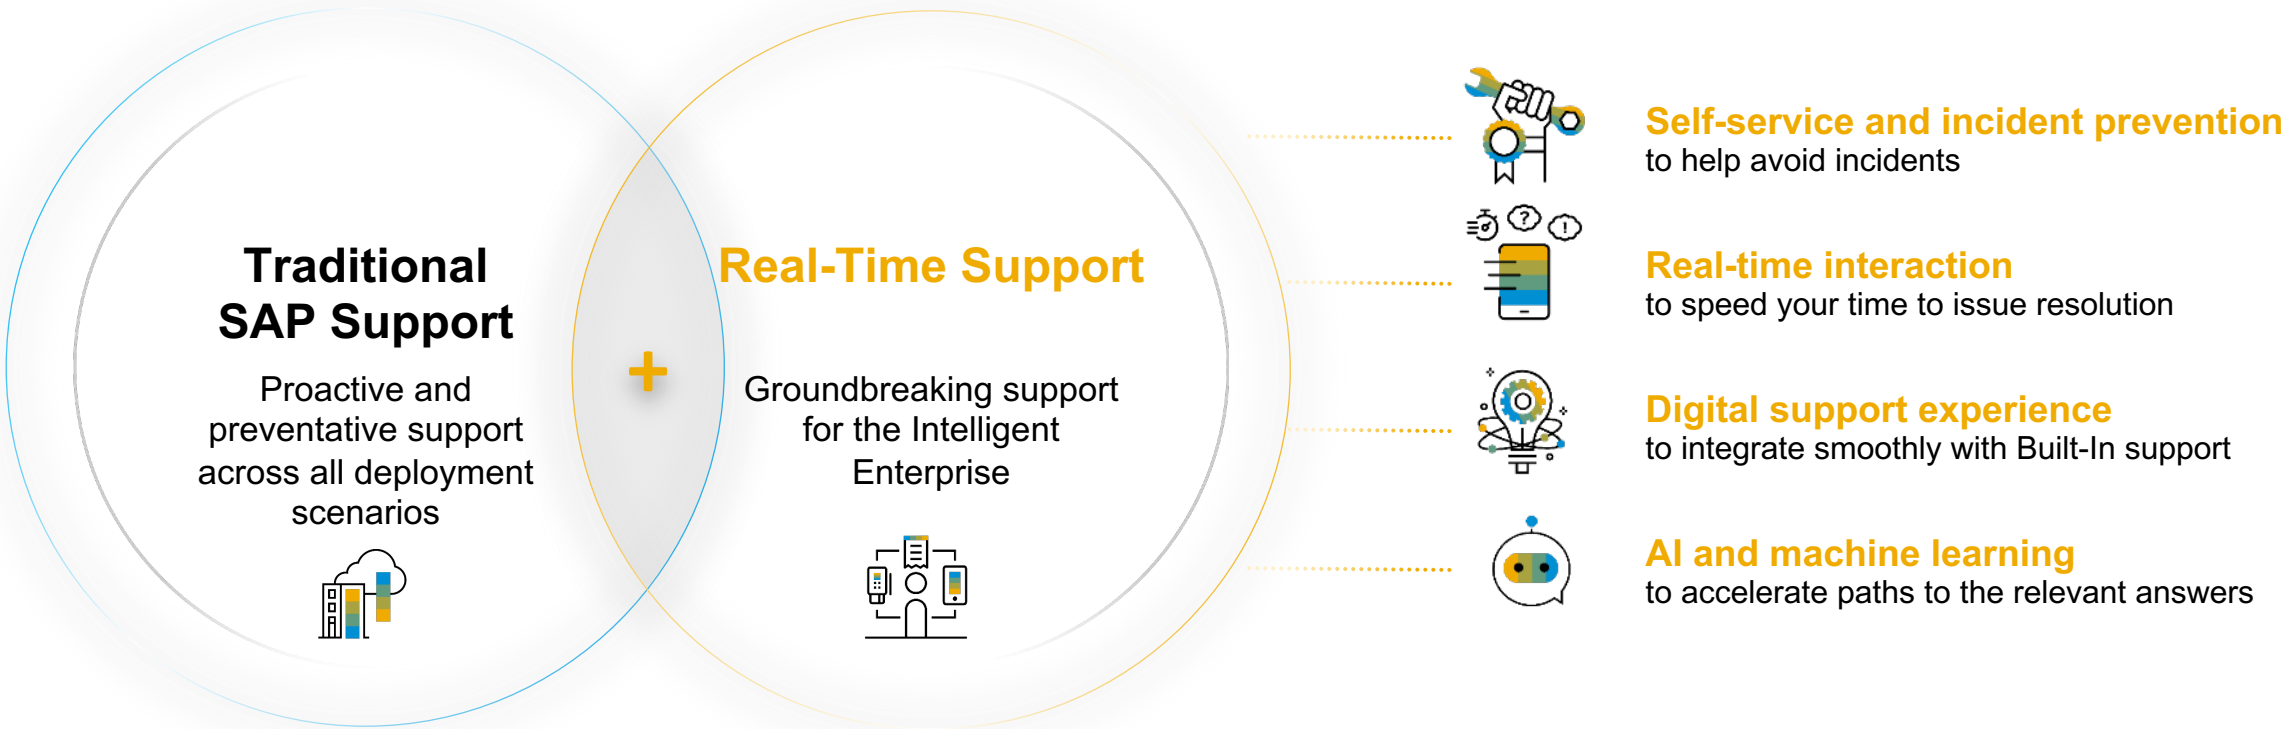 Traditional
SAP Support
Proactive and
preventative support
across all deployment
scenarios
+
Real-Time Support
Groundbreaking support
for the Intelligent
Enterprise
Self-service and incident prevention
to help avoid incidents
? !
Real-time interaction
to speed your time to issue resolution
Digital support experience
to integrate smoothly with Built-In support
AI and machine learning
to accelerate paths to the relevant answers